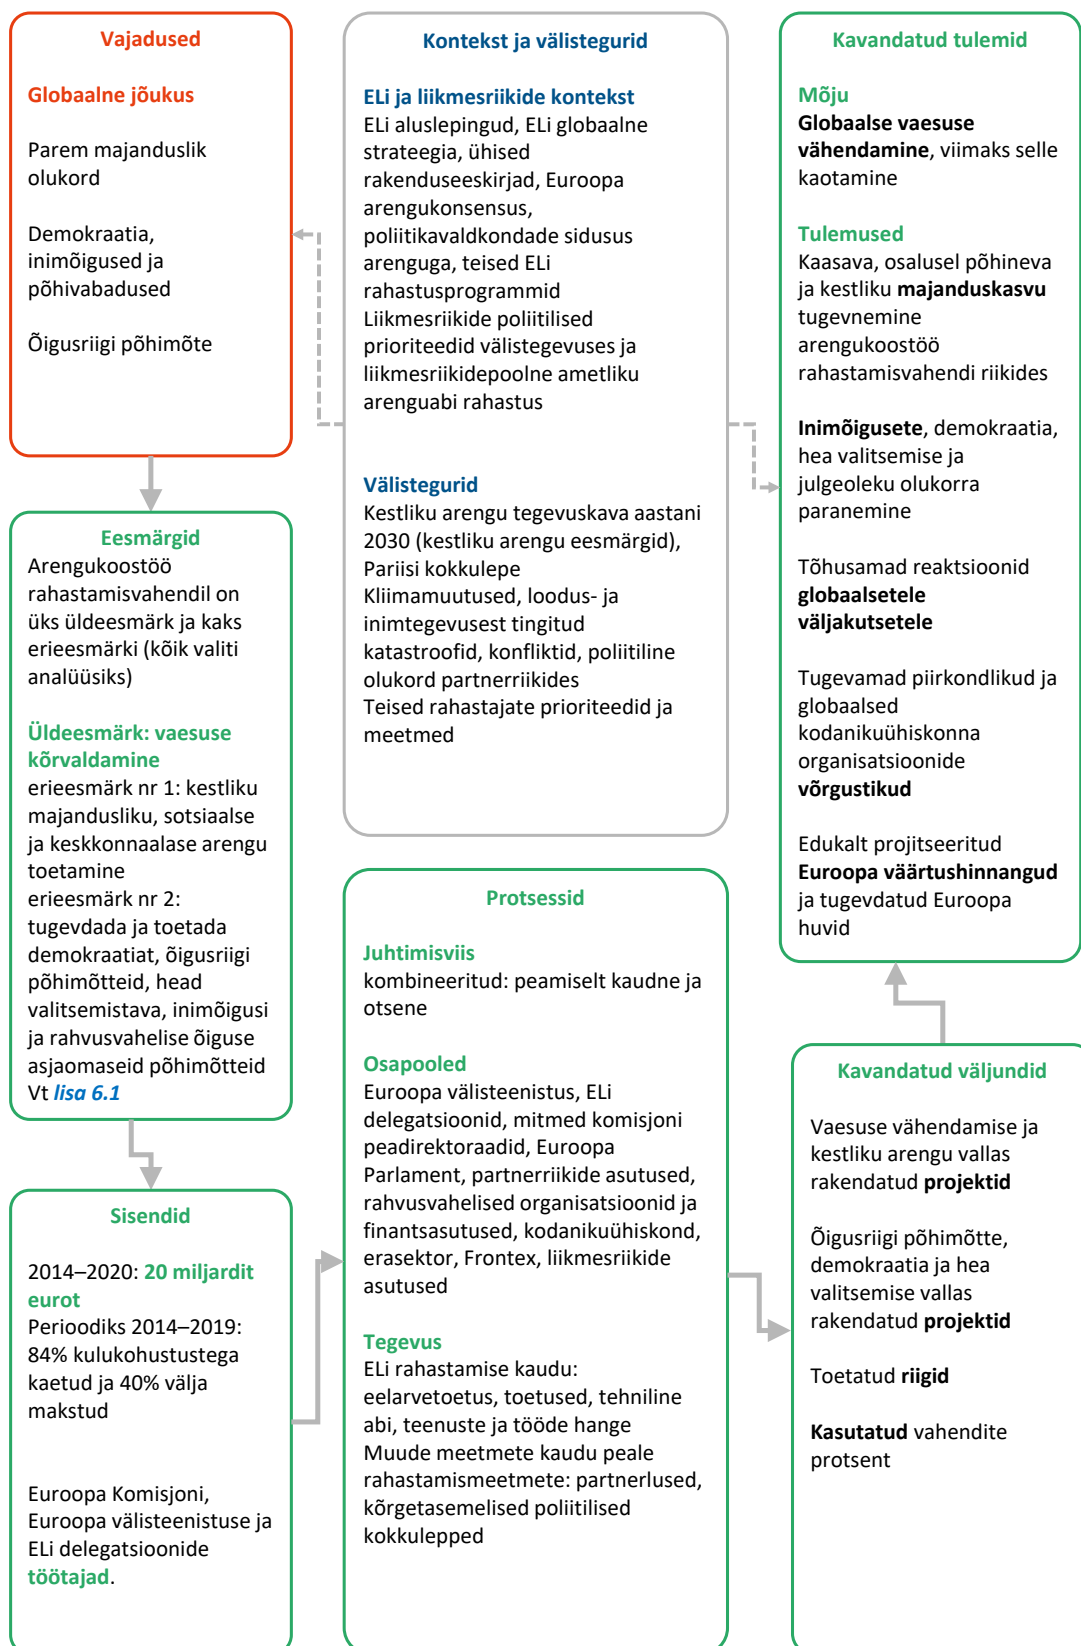 Vajadused
Globaalne jõukus
Parem majanduslik
olukord
Demokraatia,
inimõigused ja
põhivabadused
Õigusriigi põhimõte
Eesmärgid
Arengukoostöö
rahastamisvahendil on
üks üldeesmärk ja kaks
erieesmärki (kõik valiti
analüüsiks)
Üldeesmärk: vaesuse
kõrvaldamine
erieesmärk nr 1: kestliku
majandusliku, sotsiaalse
ja keskkonnaalase arengu
toetamine
erieesmärk nr 2:
tugevdada ja toetada
demokraatiat, õigusriigi
põhimõtteid, head
valitsemistava, inimõigusi
ja rahvusvahelise õiguse
asjaomaseid põhimõtteid
Vt lisa 6.1
Sisendid
2014–2020: 20 miljardit
eurot
Perioodiks 2014–2019:
84% kulukohustustega
kaetud ja 40% välja
makstud
Euroopa Komisjoni,
Euroopa välisteenistuse ja
ELi delegatsioonide
töötajad.
Kontekst ja välistegurid
ELi ja liikmesriikide kontekst
ELi aluslepingud, ELi globaalne
strateegia, ühised
rakenduseeskirjad, Euroopa
arengukonsensus,
poliitikavaldkondade sidusus
arenguga, teised ELi
rahastusprogrammid
Liikmesriikide poliitilised
prioriteedid välistegevuses ja
liikmesriikidepoolne ametliku
arenguabi rahastus
Välistegurid
Kestliku arengu tegevuskava aastani
2030 (kestliku arengu eesmärgid),
Pariisi kokkulepe
Kliimamuutused, loodus- ja
inimtegevusest tingitud
katastroofid, konfliktid, poliitiline
olukord partnerriikides
Teised rahastajate prioriteedid ja
meetmed
Protsessid
Juhtimisviis
kombineeritud: peamiselt kaudne ja
otsene
Osapooled
Euroopa välisteenistus, ELi
delegatsioonid, mitmed komisjoni
peadirektoraadid, Euroopa
Parlament, partnerriikide asutused,
rahvusvahelised organisatsioonid ja
finantsasutused, kodanikuühiskond,
erasektor, Frontex, liikmesriikide
asutused
Tegevus
ELi rahastamise kaudu:
eelarvetoetus, toetused, tehniline
abi, teenuste ja tööde hange
Muude meetmete kaudu peale
rahastamismeetmete: partnerlused,
kõrgetasemelised poliitilised
kokkulepped
Kavandatud tulemid
Mõju
Globaalse vaesuse
vähendamine, viimaks selle
kaotamine
Tulemused
Kaasava, osalusel põhineva
ja kestliku majanduskasvu
tugevnemine
arengukoostöö
rahastamisvahendi riikides
Inimõigusete, demokraatia,
hea valitsemise ja
julgeoleku olukorra
paranemine
Tõhusamad reaktsioonid
globaalsetele
väljakutsetele
Tugevamad piirkondlikud ja
globaalsed
kodanikuühiskonna
organisatsioonide
võrgustikud
Edukalt projitseeritud
Euroopa väärtushinnangud
ja tugevdatud Euroopa
huvid
Kavandatud väljundid
Vaesuse vähendamise ja
kestliku arengu vallas
rakendatud projektid
Õigusriigi põhimõtte,
demokraatia ja hea
valitsemise vallas
rakendatud projektid
Toetatud riigid
Kasutatud vahendite
protsent